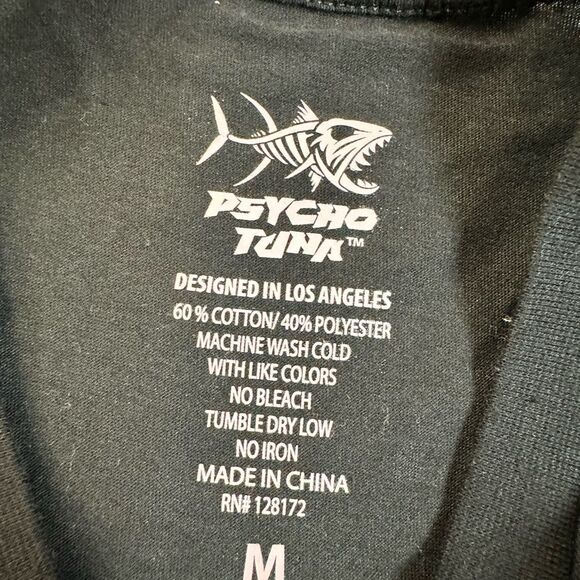 PSYCHO
TUNA™
DESIGNED IN LOS ANGELES
60 % COTTON/ 40% POLYESTER
MACHINE WASH COLD
WITH LIKE COLORS
NO BLEACH
TUMBLE DRY LOW
NO IRON
MADE IN CHINA
RN# 128172
M